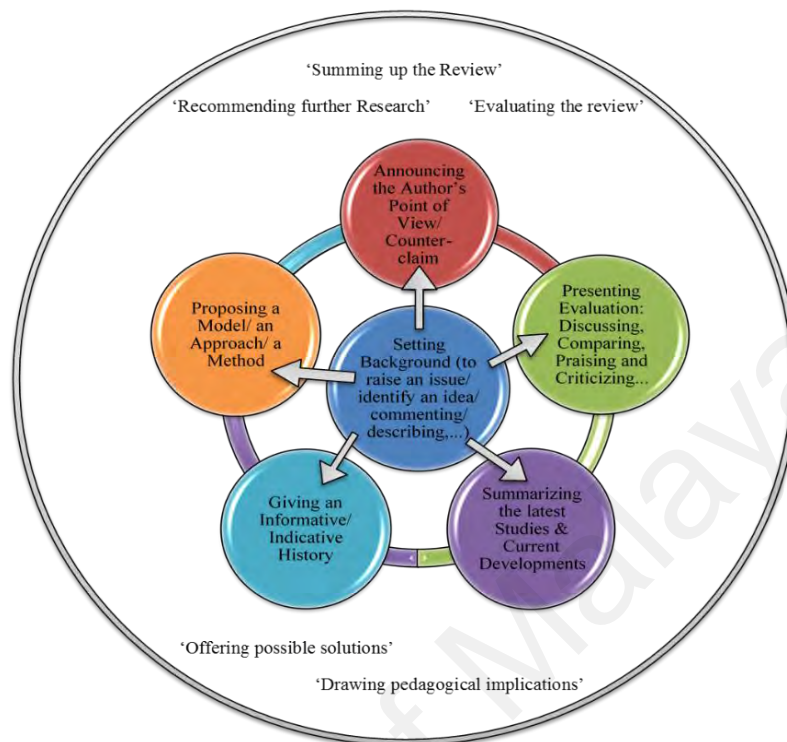 ‘Summing up the Review’
‘Recommending further Research’
‘Evaluating the review’
Announcing
the Author's
Point of
View/
Counter-
claim
Presenting
Evaluation:
Discussing,
Comparing,
Praising and
Criticizing...
Proposing a
Model/ an
Approach/ a
Method
Setting
Background (to
raise an issue/
identify an idea/
commenting/
describing,...)
Giving an
Informative/
Indicative
History
Summarizing
the latest
Studies &
Current
Developments
‘Offering possible solutions’
‘Drawing pedagogical implications’
of Malaya